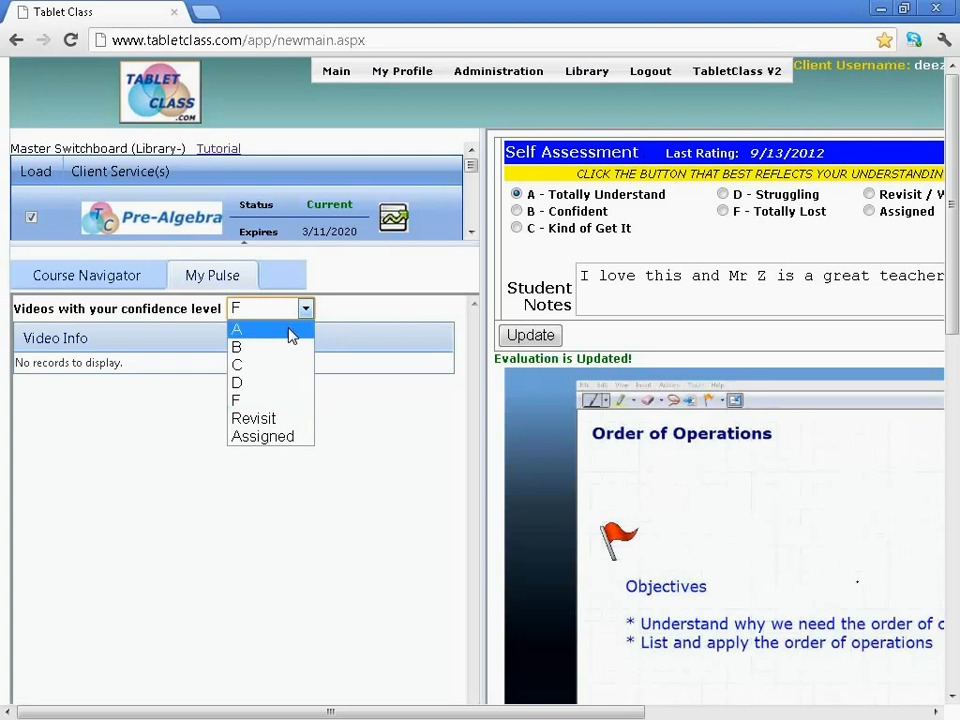 Tablet Class
www.tabletclass.com/app/newmain.aspx
Main My Profile Administration Library Logout TabletClass V2
Client Username: deez
TABLET
CLASS
.COM
Master Switchboard (Library-) Tutorial
Load Client Service(s)
TC Pre-Algebra
Status Current
Expires 3/11/2020
Course Navigator My Pulse
Videos with your confidence level F
Video Info
No records to display.
A
B
C
D
F
Revisit
Assigned
Self Assessment Last Rating: 9/13/2012
CLICK THE BUTTON THAT BEST REFLECTS YOUR UNDERSTANDIN
A - Totally Understand D - Struggling Revisit / W
B - Confident F - Totally Lost Assigned
C - Kind of Get It
Student
Notes
I love this and Mr Z is a great teacher
Update
Evaluation is Updated!
Order of Operations
Objectives
* Understand why we need the order of o
* List and apply the order of operations